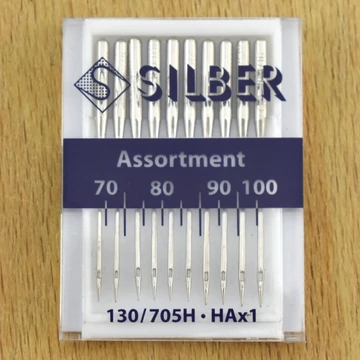 S SILBER
Assortment
70 80 90 100
130/705H · HAx1